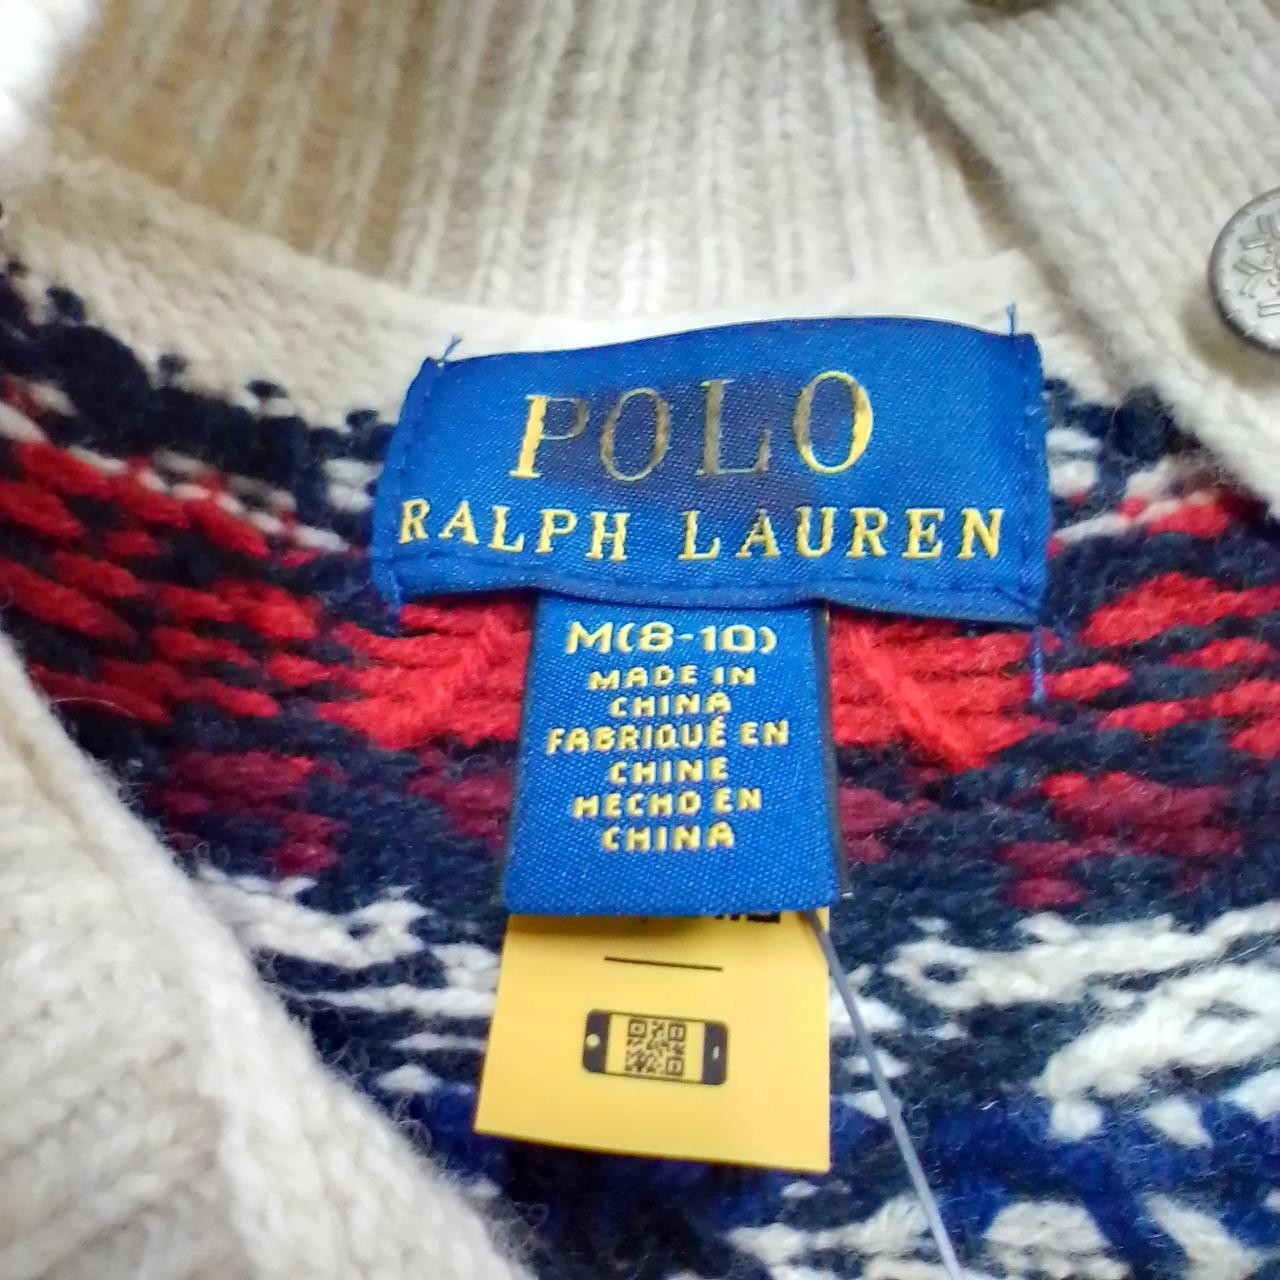 POLO
RALPH LAUREN
M(8-10)
MADE IN
CHINA
FABRIQUÉ EN
CHINE
HECHO EN
CHINA